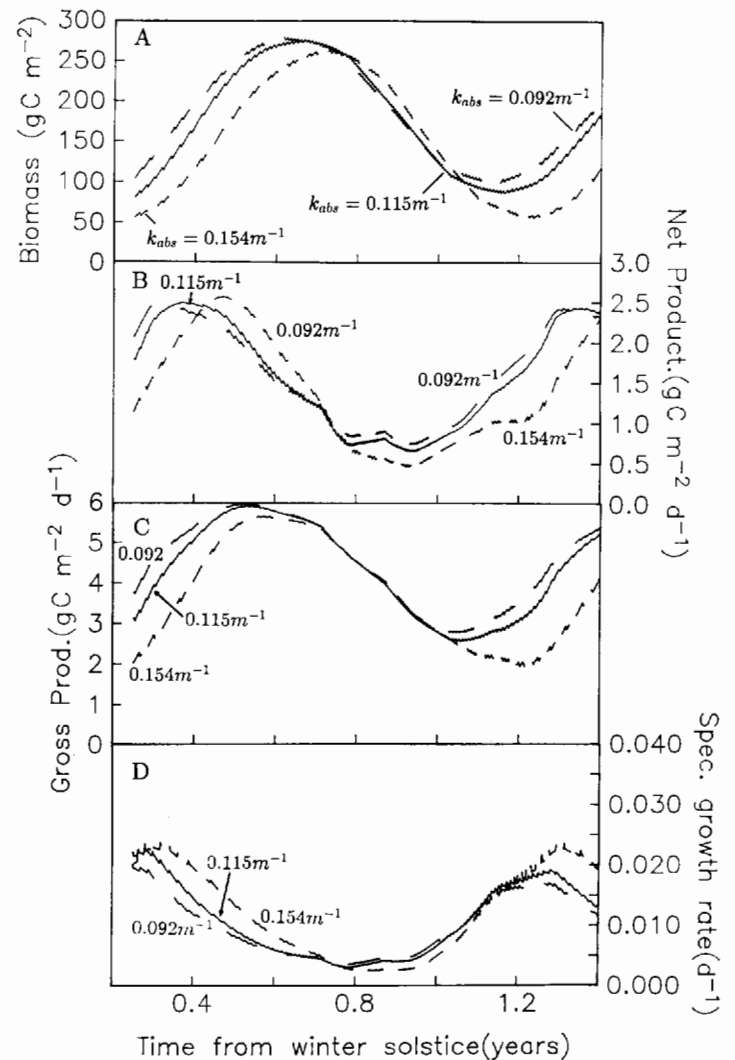 Biomass (gC m⁻²)
300
250
200
150
100
50
0
A
k_abs = 0.092m⁻¹
k_abs = 0.115m⁻¹
k_abs = 0.154m⁻¹
B
0.115m⁻¹
0.092m⁻¹
0.092m⁻¹
0.154m⁻¹
Net Product.(gC m⁻² d⁻¹)
3.0
2.5
2.0
1.5
1.0
0.5
0.0
Gross Prod.(gC m⁻² d⁻¹)
6
5
4
3
2
1
0
C
0.092
0.115m⁻¹
0.154m⁻¹
D
0.115m⁻¹
0.154m⁻¹
0.092m⁻¹
Spec. growth rate(d⁻¹)
0.040
0.030
0.020
0.010
0.000
0.4
0.8
1.2
Time from winter solstice(years)